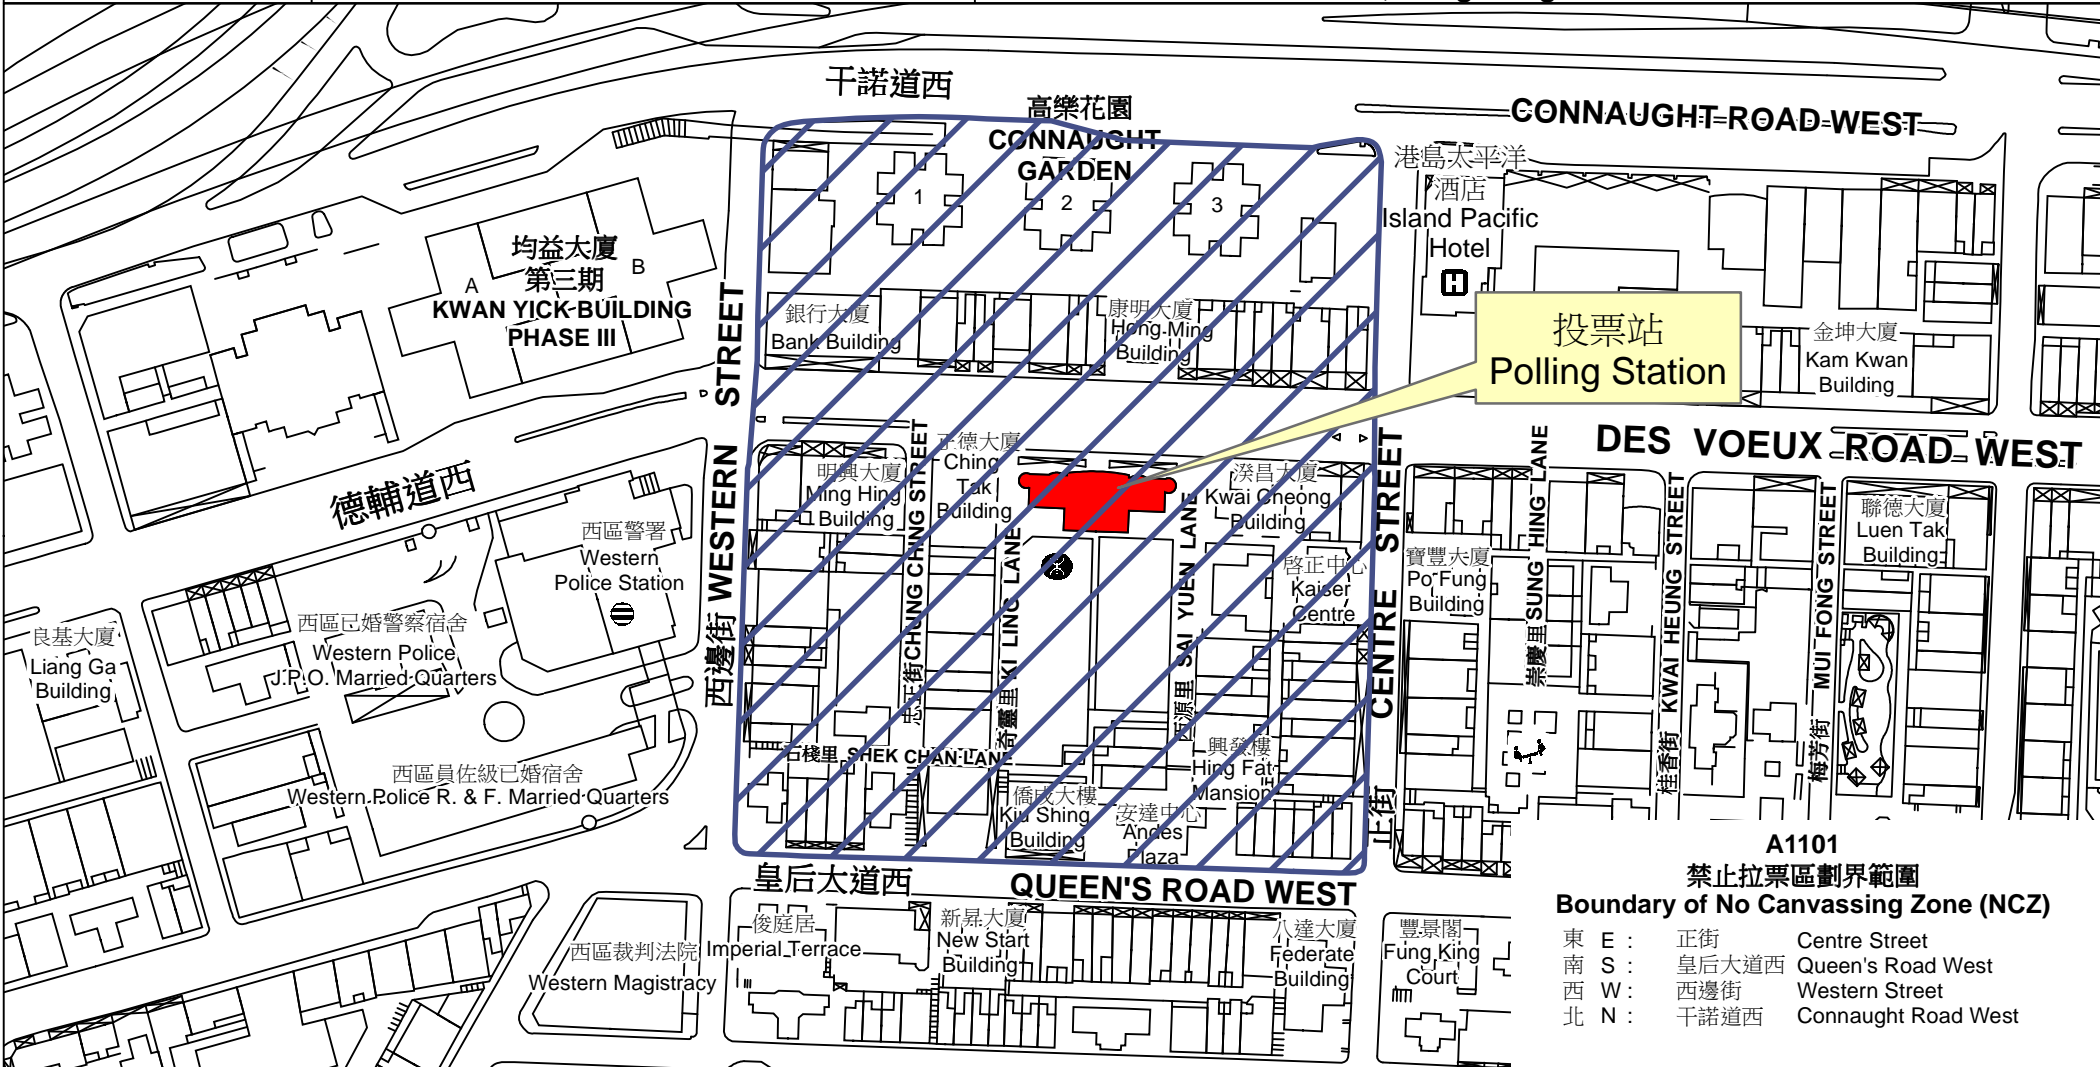 干諾道西
高樂花園
CONNAUGHT
GARDEN
1
2
3
CONNAUGHT ROAD WEST
港島太平洋
酒店
Island Pacific
Hotel
H
均益大廈
第三期
KWAN YICK BUILDING
PHASE III
A
B
銀行大廈
Bank Building
康明大廈
Hong Ming
Building
投票站
Polling Station
金坤大廈
Kam Kwan
Building
DES VOEUX ROAD WEST
德輔道西
西邊街 WESTERN STREET
明興大廈
Ming Hing
Building
忠正街 CHUNG CHING STREET
正德大廈
Ching
Tak
Building
奇靈里 KI LING LANE
西源里 SAI YUEN LANE
Kwai Cheong
Building
啓正中心
Kaiser
Centre
正街 CENTRE STREET
寶豐大廈
Po Fung
Building
崇慶里 SUNG HING LANE
桂香街 KWAI HEUNG STREET
梅芳街 MUI FONG STREET
聯德大廈
Luen Tak
Building
西區警署
Western
Police Station
西區已婚警察宿舍
Western Police
J.P.O. Married Quarters
良基大廈
Liang Ga
Building
西區員佐級已婚宿舍
Western Police R. & F. Married Quarters
石棧里 SHEK CHAN LANE
僑成大樓
Kiu Shing
Building
安達中心
Andes
Plaza
興發樓
Hing Fat
Mansion
皇后大道西
QUEEN'S ROAD WEST
西區裁判法院
Western Magistracy
俊庭居
Imperial Terrace
新昇大廈
New Start
Building
八達大廈
Federate
Building
豐景閣
Fung King
Court
A1101
禁止拉票區劃界範圍
Boundary of No Canvassing Zone (NCZ)
東 E : 正街 Centre Street
南 S : 皇后大道西 Queen's Road West
西 W : 西邊街 Western Street
北 N : 干諾道西 Connaught Road West